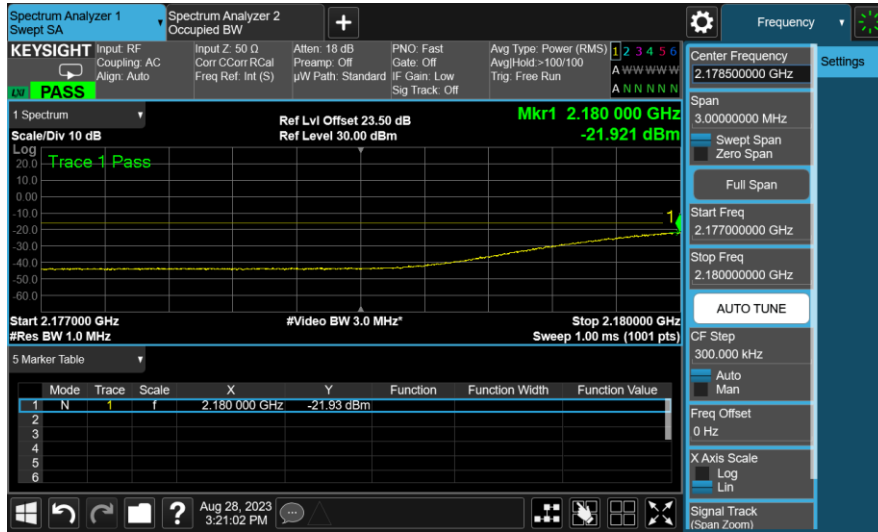 Spectrum Analyzer 1
Swept SA
Spectrum Analyzer 2
Occupied BW
Frequency
KEYSIGHT
Input: RF
Coupling: AC
Align: Auto
Input Z: 50 Ω
Corr CCorr RCal
Freq Ref: Int (S)
Atten: 18 dB
Preamp: Off
µW Path: Standard
PNO: Fast
Gate: Off
IF Gain: Low
Sig Track: Off
Avg Type: Power (RMS)
Avg|Hold:>100/100
Trig: Free Run
1 2 3 4 5 6
A W W W W W
A N N N N N
LXI PASS
1 Spectrum
Scale/Div 10 dB
Ref Lvl Offset 23.50 dB
Ref Level 30.00 dBm
Mkr1 2.180 000 GHz
-21.921 dBm
Log
Trace 1 Pass
20.0
10.0
0.00
-10.0
-20.0
-30.0
-40.0
-50.0
-60.0
1
Start 2.177000 GHz
#Res BW 1.0 MHz
#Video BW 3.0 MHz*
Stop 2.180000 GHz
Sweep 1.00 ms (1001 pts)
5 Marker Table
Mode Trace Scale X Y Function Function Width Function Value
1 N 1 f 2.180 000 GHz -21.93 dBm
2
3
4
5
6
Aug 28, 2023
3:21:02 PM
Center Frequency
2.178500000 GHz
Settings
Span
3.00000000 MHz
Swept Span
Zero Span
Full Span
Start Freq
2.177000000 GHz
Stop Freq
2.180000000 GHz
AUTO TUNE
CF Step
300.000 kHz
Auto
Man
Freq Offset
0 Hz
X Axis Scale
Log
Lin
Signal Track
(Span Zoom)